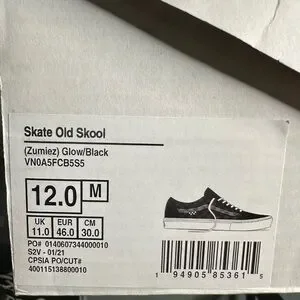 Skate Old Skool
(Zumiez) Glow/Black
VN0A5FCB5S5
12.0 M
UK EUR CM
11.0 46.0 30.0
PO# 0140607344000010
S2V - 01/21
CPSIA PO/CUT#
400115138800010
1 94905 85361 5